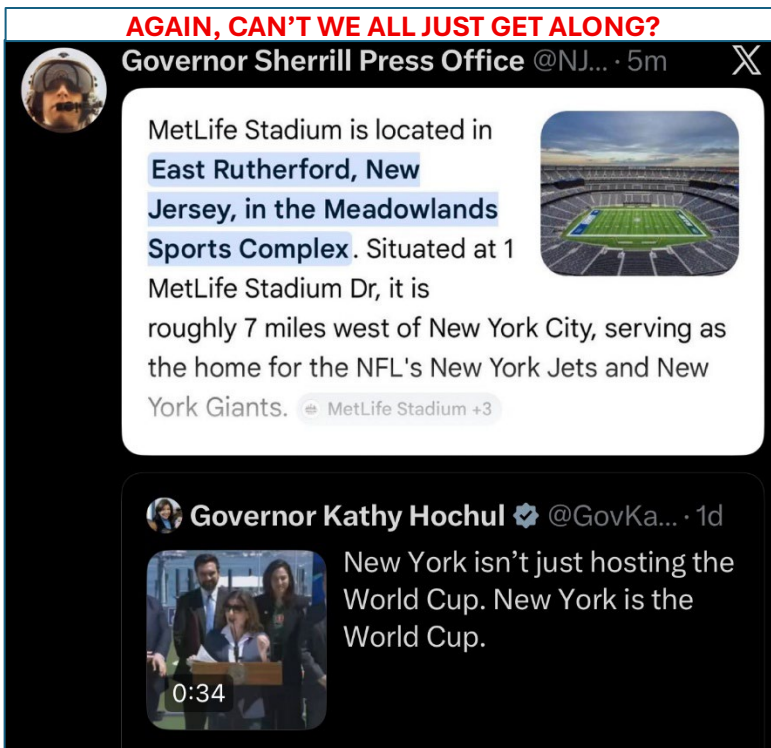 AGAIN, CAN'T WE ALL JUST GET ALONG?
Governor Sherrill Press Office @NJ... · 5m
MetLife Stadium is located in
East Rutherford, New
Jersey, in the Meadowlands
Sports Complex. Situated at 1
MetLife Stadium Dr, it is
roughly 7 miles west of New York City, serving as
the home for the NFL's New York Jets and New
York Giants. MetLife Stadium +3
Governor Kathy Hochul @GovKa... · 1d
New York isn't just hosting the
World Cup. New York is the
World Cup.
0:34